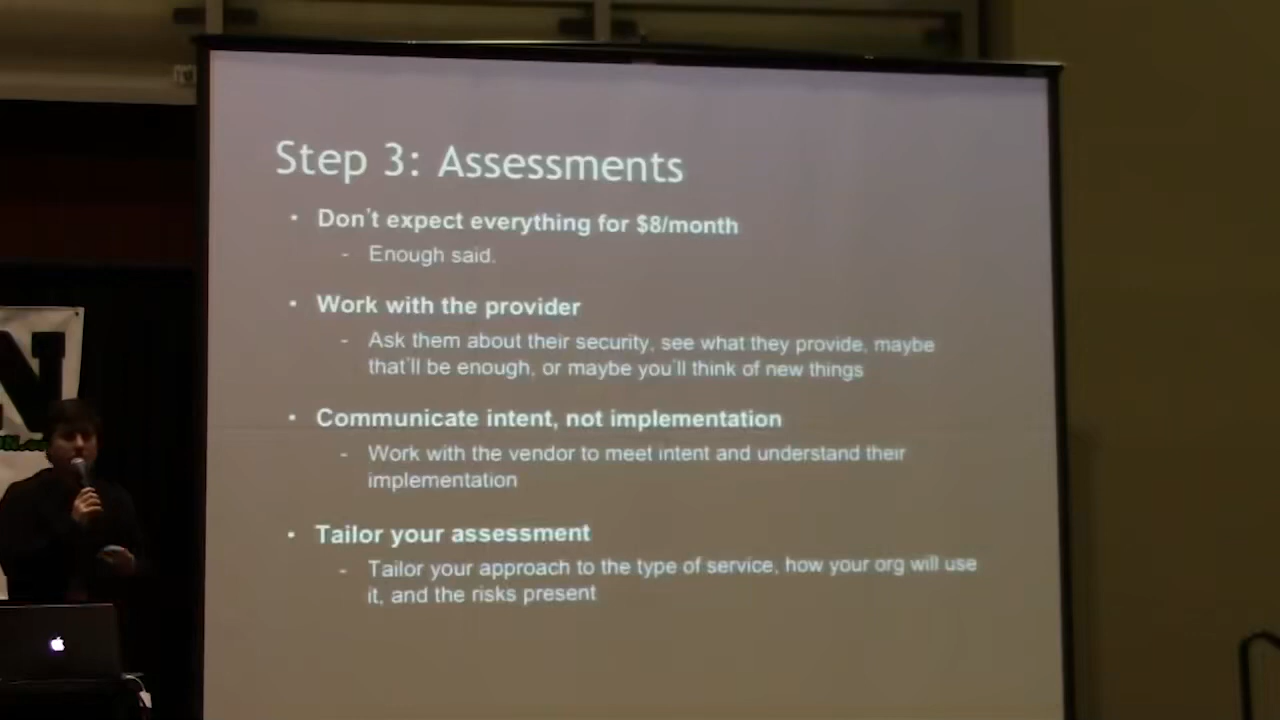 Step 3: Assessments
• Don't expect everything for $8/month
- Enough said.
• Work with the provider
- Ask them about their security, see what they provide, maybe
that'll be enough, or maybe you'll think of new things
• Communicate intent, not implementation
- Work with the vendor to meet intent and understand their
implementation
• Tailor your assessment
- Tailor your approach to the type of service, how your org will use
it, and the risks present
N